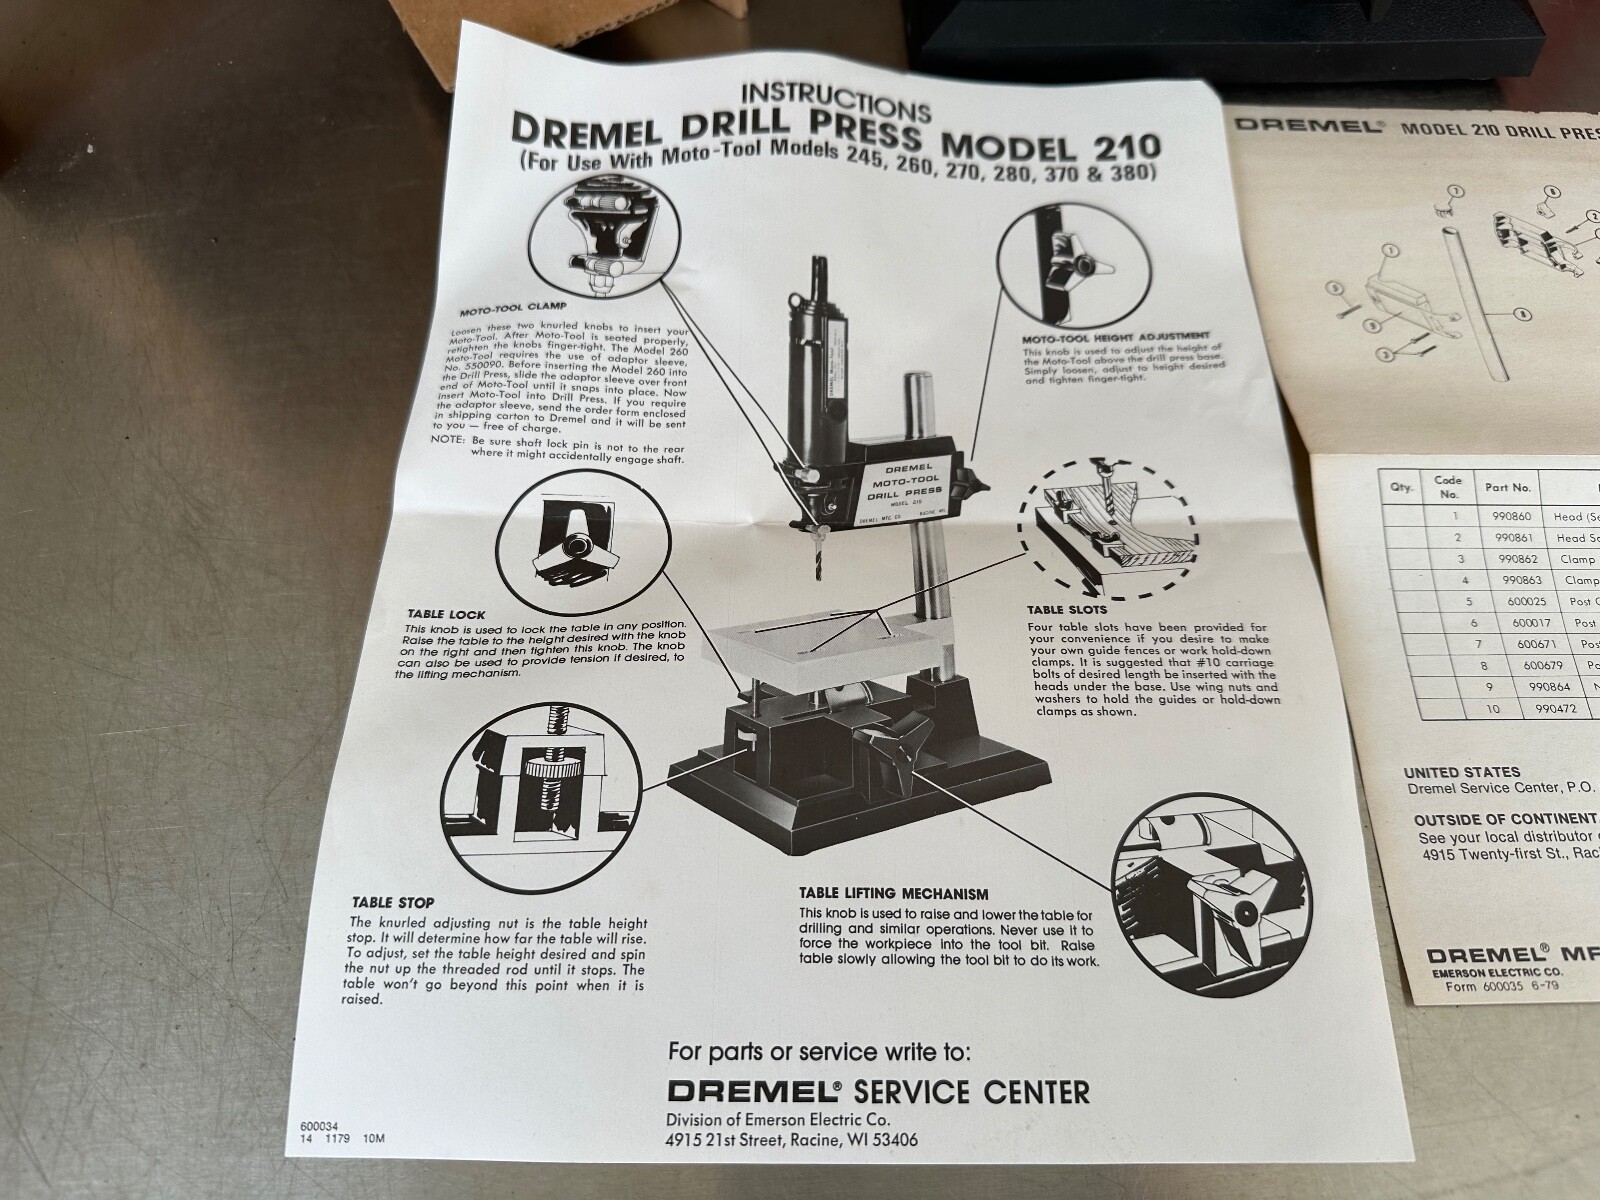 INSTRUCTIONS
DREMEL DRILL PRESS MODEL 210
(For Use With Moto-Tool Models 245, 260, 270, 280, 370 & 380)
MOTO-TOOL CLAMP
Loosen these two knurled knobs to insert your
Moto-Tool. After Moto-Tool is seated properly,
retighten the knobs finger-tight. The Model 260
Moto-Tool requires the use of adaptor sleeve,
No. 550090. Before inserting the Model 260 into
the Drill Press, slide the adaptor sleeve over front
end of Moto-Tool until it snaps into place. Now
insert Moto-Tool into Drill Press. If you require
the adaptor sleeve, send the order form enclosed
in shipping carton to Dremel and it will be sent
to you — free of charge.
NOTE: Be sure shaft lock pin is not to the rear
where it might accidentally engage shaft.
MOTO-TOOL HEIGHT ADJUSTMENT
This knob is used to adjust the height of
the Moto-Tool above the drill press base.
Simply loosen, adjust to height desired
and tighten finger-tight.
DREMEL
MOTO-TOOL
DRILL PRESS
MODEL 210
DREMEL MFG. CO. RACINE, WIS.
TABLE LOCK
This knob is used to lock the table in any position.
Raise the table to the height desired with the knob
on the right and then tighten this knob. The knob
can also be used to provide tension if desired, to
the lifting mechanism.
TABLE SLOTS
Four table slots have been provided for
your convenience if you desire to make
your own guide fences or work hold-down
clamps. It is suggested that #10 carriage
bolts of desired length be inserted with the
heads under the base. Use wing nuts and
washers to hold the guides or hold-down
clamps as shown.
TABLE STOP
The knurled adjusting nut is the table height
stop. It will determine how far the table will rise.
To adjust, set the table height desired and spin
the nut up the threaded rod until it stops. The
table won't go beyond this point when it is
raised.
TABLE LIFTING MECHANISM
This knob is used to raise and lower the table for
drilling and similar operations. Never use it to
force the workpiece into the tool bit. Raise
table slowly allowing the tool bit to do its work.
For parts or service write to:
DREMEL® SERVICE CENTER
Division of Emerson Electric Co.
4915 21st Street, Racine, WI 53406
600034
14 1179 10M
DREMEL® MODEL 210 DRILL PRES
7
6
2
1
5
9
3
8
Qty. Code No. Part No.
1 990860 Head (Se
2 990861 Head Se
3 990862 Clamp
4 990863 Clamp
5 600025 Post C
6 600017 Post
7 600671 Pos
8 600679 Po
9 990864 N
10 990472
UNITED STATES
Dremel Service Center, P.O.
OUTSIDE OF CONTINENT
See your local distributor
4915 Twenty-first St., Rac
DREMEL® MF
EMERSON ELECTRIC CO.
Form 600035 6-79